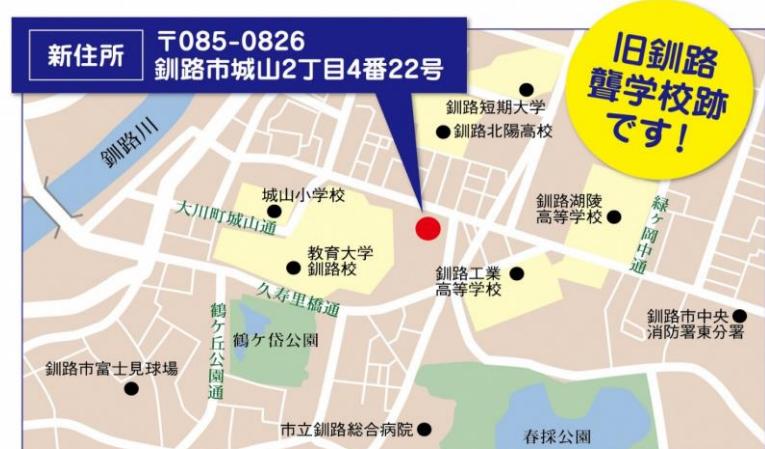 新住所
〒085-0826
釧路市城山2丁目4番22号
旧釧路
聾学校跡
です!
釧路川
釧路短期大学
釧路北陽高校
城山小学校
大川町城山通
釧路湖陵
高等学校
緑ヶ岡中通
教育大学
釧路校
釧路工業
高等学校
久寿里橋通
鶴ケ岱公園
鶴ケ丘公園通
釧路市中央
消防署東分署
釧路市富士見球場
市立釧路総合病院
春採公園